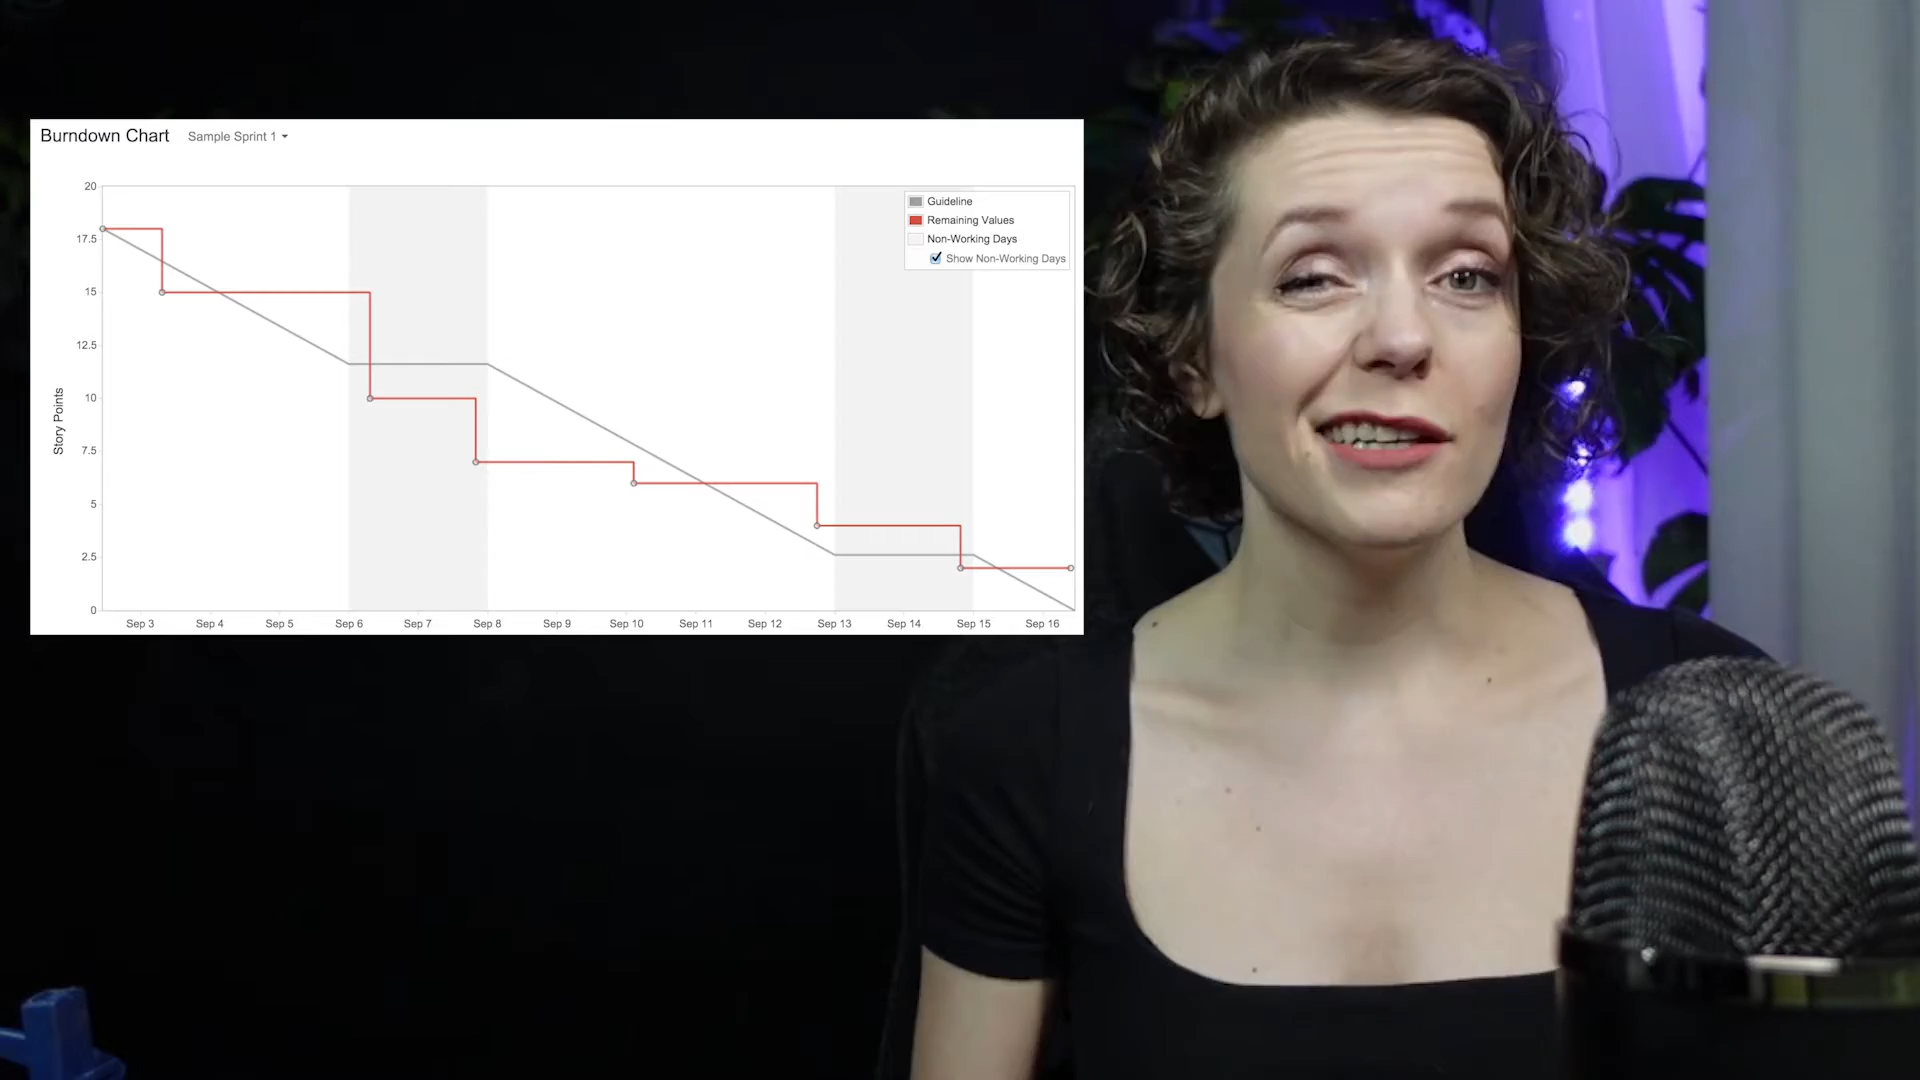 Burndown Chart Sample Sprint 1
20
17.5
15
12.5
10
7.5
5
2.5
0
Story Points
Guideline
Remaining Values
Non-Working Days
Show Non-Working Days
Sep 3 Sep 4 Sep 5 Sep 6 Sep 7 Sep 8 Sep 9 Sep 10 Sep 11 Sep 12 Sep 13 Sep 14 Sep 15 Sep 16